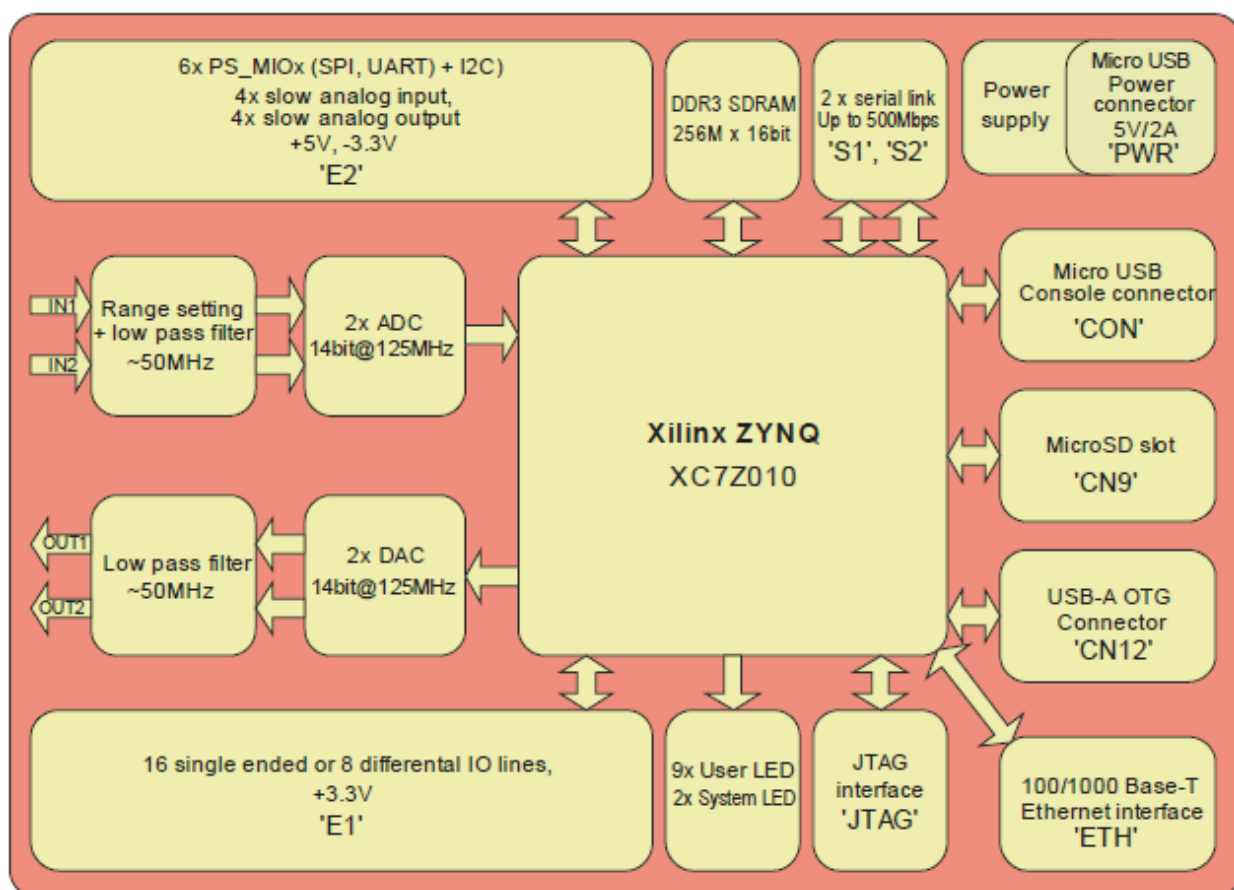 6x PS_MIOx (SPI, UART) + I2C)
4x slow analog input,
4x slow analog output
+5V, -3.3V
'E2'
DDR3 SDRAM
256M x 16bit
2 x serial link
Up to 500Mbps
'S1', 'S2'
Power
supply
Micro USB
Power
connector
5V/2A
'PWR'
IN1
IN2
Range setting
+ low pass filter
~50MHz
2x ADC
14bit@125MHz
Xilinx ZYNQ
XC7Z010
Micro USB
Console connector
'CON'
MicroSD slot
'CN9'
OUT1
OUT2
Low pass filter
~50MHz
2x DAC
14bit@125MHz
USB-A OTG
Connector
'CN12'
16 single ended or 8 differental IO lines,
+3.3V
'E1'
9x User LED
2x System LED
JTAG
interface
'JTAG'
100/1000 Base-T
Ethernet interface
'ETH'